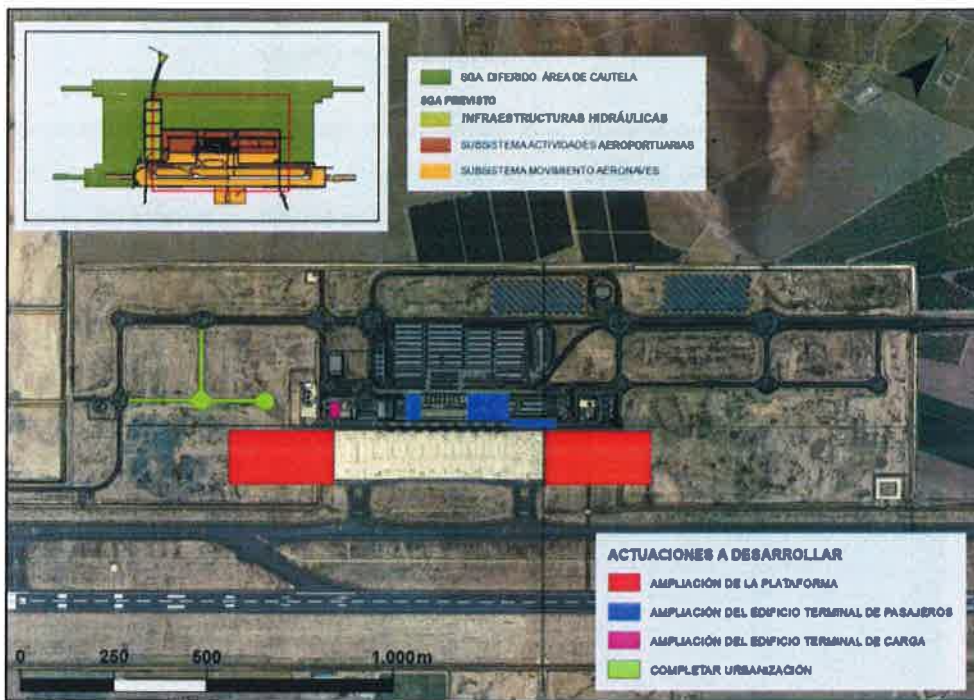 SGA DIFERIDO ÁREA DE CAUTELA
SGA PREVISTO
INFRAESTRUCTURAS HIDRÁULICAS
SUBSISTEMA ACTIVIDADES AEROPORTUARIAS
SUBSISTEMA MOVIMIENTO AERONAVES
ACTUACIONES A DESARROLLAR
AMPLIACIÓN DE LA PLATAFORMA
AMPLIACIÓN DEL EDIFICIO TERMINAL DE PASAJEROS
AMPLIACIÓN DEL EDIFICIO TERMINAL DE CARGA
COMPLETAR URBANIZACIÓN
0 250 500 1.000 m